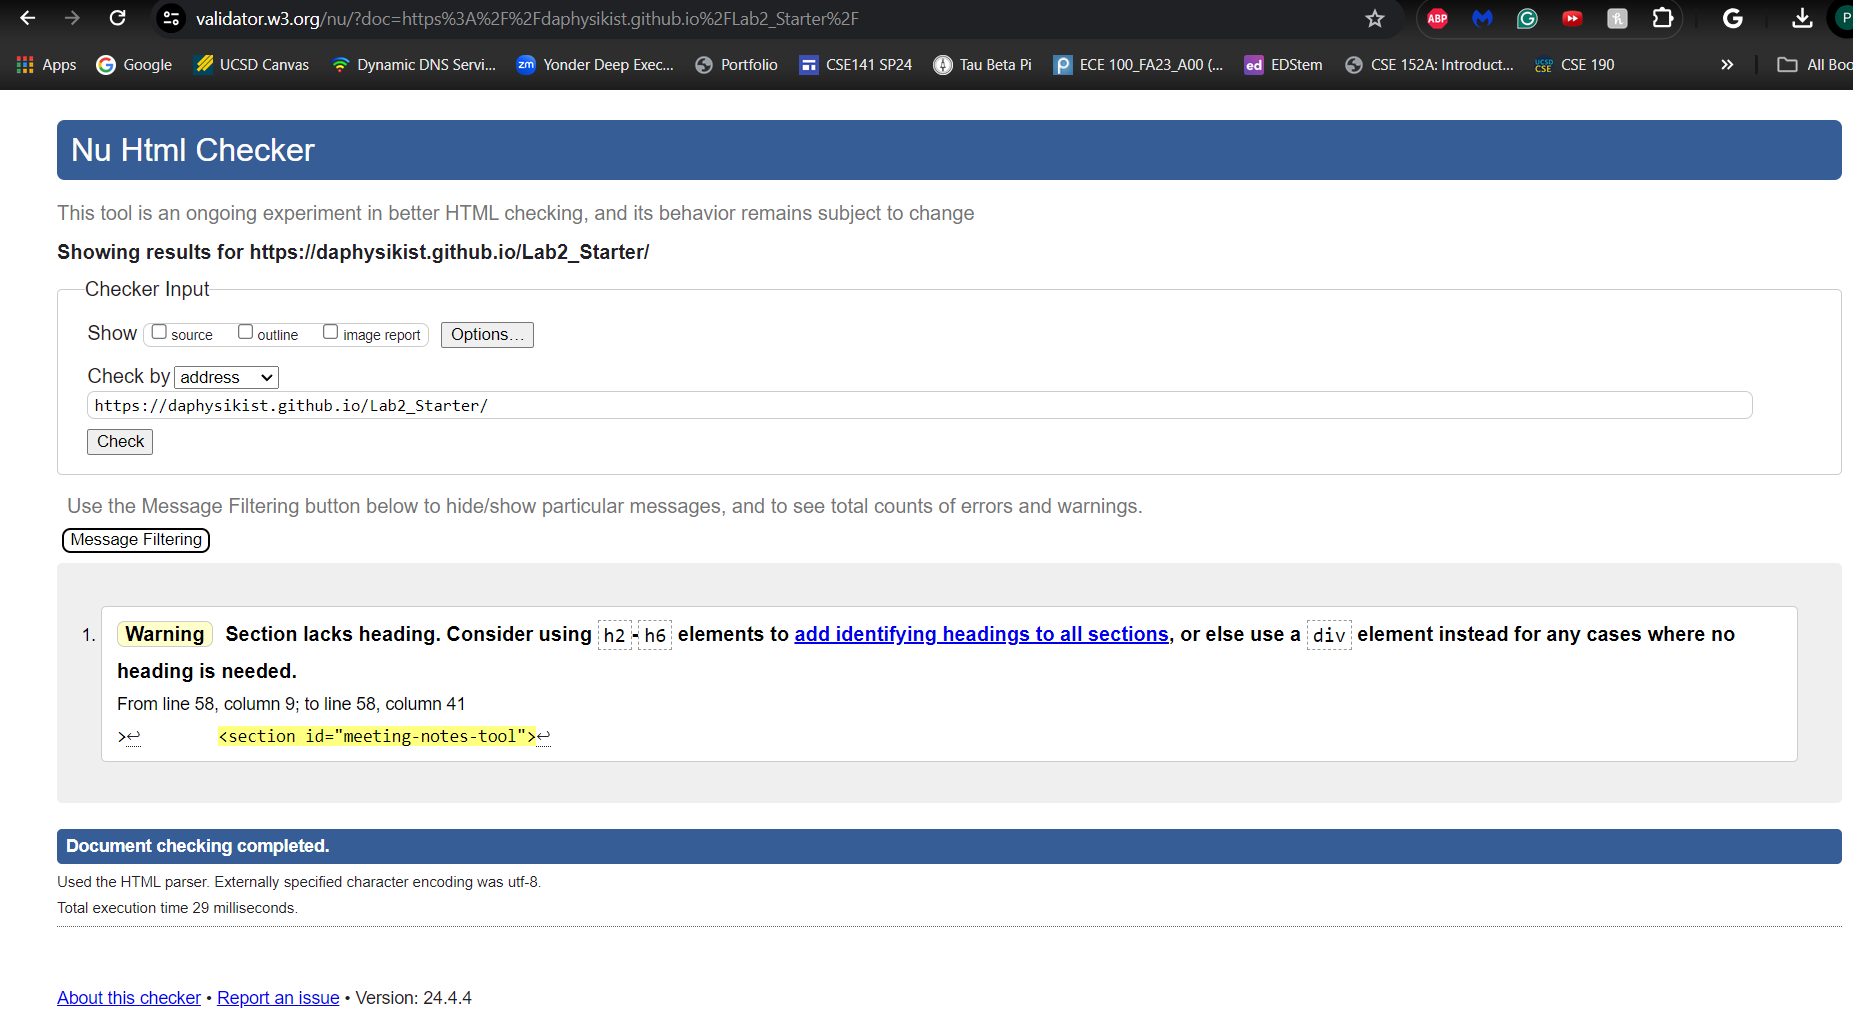 validator.w3.org/nu/?doc=https%3A%2F%2Fdaphysikist.github.io%2FLab2_Starter%2F
ABP
P
Apps
Google
UCSD Canvas
Dynamic DNS Servi...
zm Yonder Deep Exec...
Portfolio
CSE141 SP24
Tau Beta Pi
ECE 100_FA23_A00 (...
ed EDStem
CSE 152A: Introduct...
UCSD CSE CSE 190
»
All Boo
Nu Html Checker
This tool is an ongoing experiment in better HTML checking, and its behavior remains subject to change
Showing results for https://daphysikist.github.io/Lab2_Starter/
Checker Input
Show source outline image report Options...
Check by address
https://daphysikist.github.io/Lab2_Starter/
Check
Use the Message Filtering button below to hide/show particular messages, and to see total counts of errors and warnings.
Message Filtering
1. Warning Section lacks heading. Consider using h2-h6 elements to add identifying headings to all sections, or else use a div element instead for any cases where no
heading is needed.
From line 58, column 9; to line 58, column 41
>↩ <section id="meeting-notes-tool">↩
Document checking completed.
Used the HTML parser. Externally specified character encoding was utf-8.
Total execution time 29 milliseconds.
About this checker • Report an issue • Version: 24.4.4